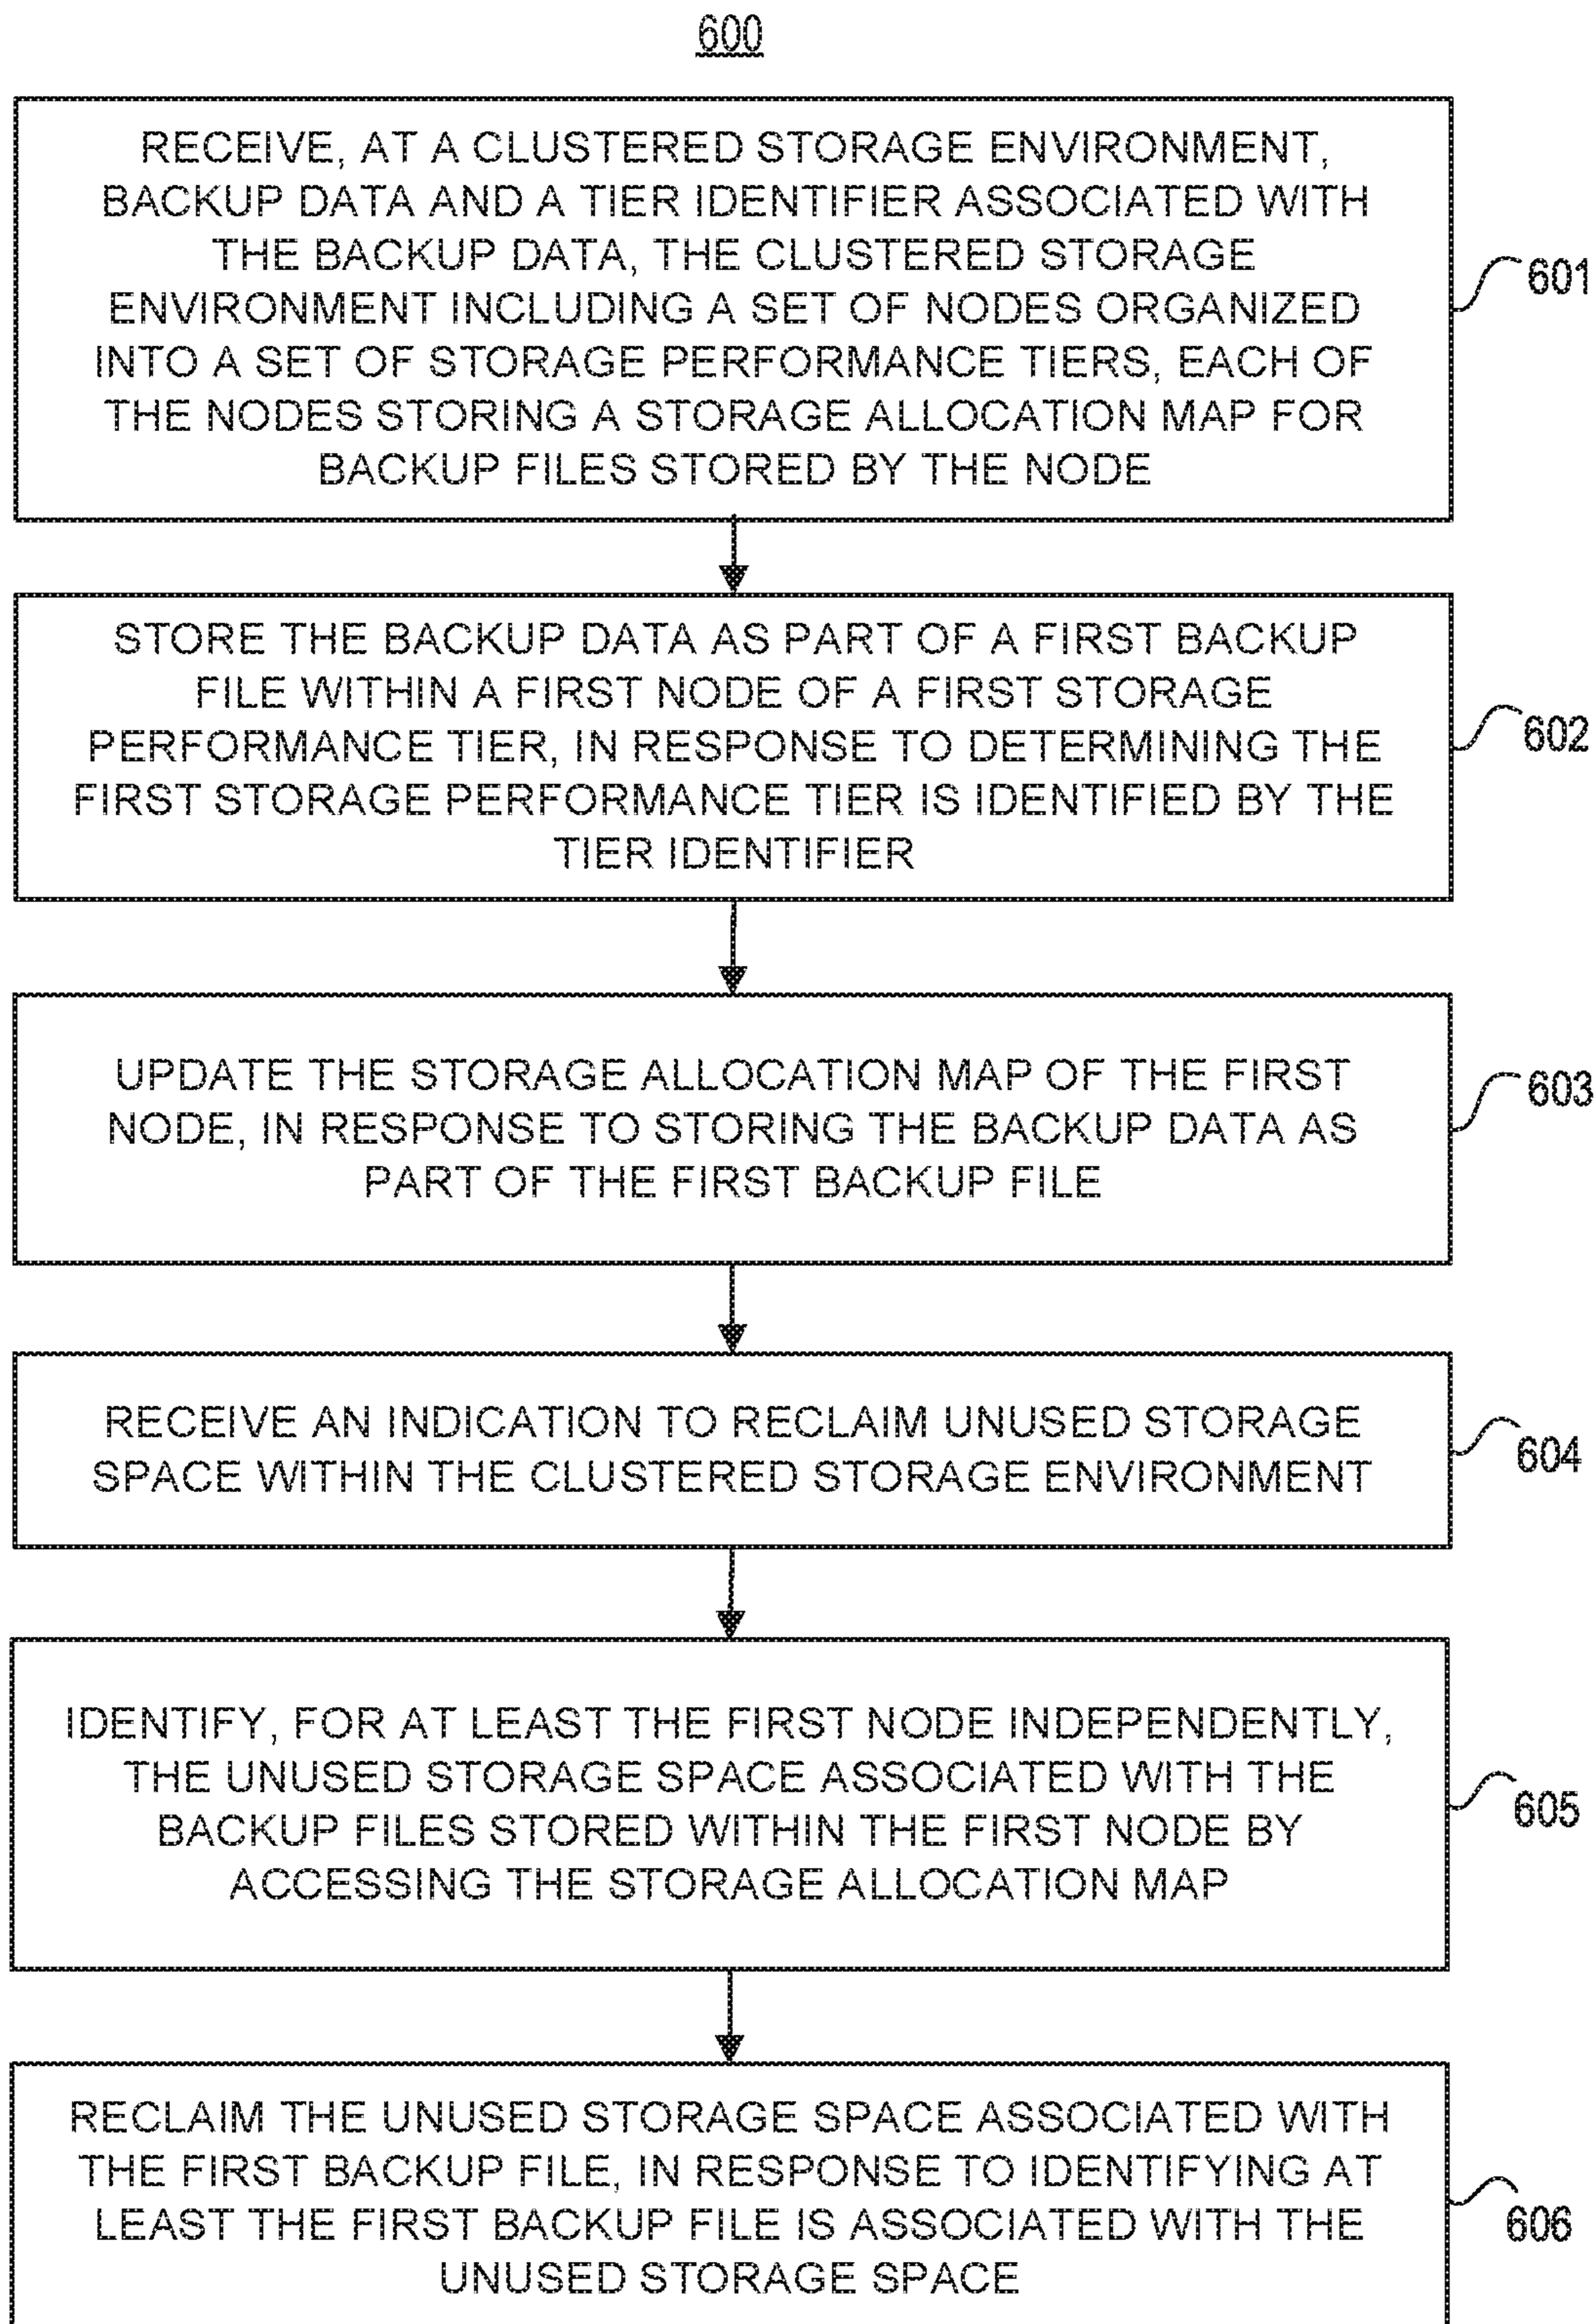 600
RECEIVE, AT A CLUSTERED STORAGE ENVIRONMENT,
BACKUP DATA AND A TIER IDENTIFIER ASSOCIATED WITH
THE BACKUP DATA, THE CLUSTERED STORAGE
ENVIRONMENT INCLUDING A SET OF NODES ORGANIZED
INTO A SET OF STORAGE PERFORMANCE TIERS, EACH OF
THE NODES STORING A STORAGE ALLOCATION MAP FOR
BACKUP FILES STORED BY THE NODE
601
STORE THE BACKUP DATA AS PART OF A FIRST BACKUP
FILE WITHIN A FIRST NODE OF A FIRST STORAGE
PERFORMANCE TIER, IN RESPONSE TO DETERMINING THE
FIRST STORAGE PERFORMANCE TIER IS IDENTIFIED BY THE
TIER IDENTIFIER
602
UPDATE THE STORAGE ALLOCATION MAP OF THE FIRST
NODE, IN RESPONSE TO STORING THE BACKUP DATA AS
PART OF THE FIRST BACKUP FILE
603
RECEIVE AN INDICATION TO RECLAIM UNUSED STORAGE
SPACE WITHIN THE CLUSTERED STORAGE ENVIRONMENT
604
IDENTIFY, FOR AT LEAST THE FIRST NODE INDEPENDENTLY,
THE UNUSED STORAGE SPACE ASSOCIATED WITH THE
BACKUP FILES STORED WITHIN THE FIRST NODE BY
ACCESSING THE STORAGE ALLOCATION MAP
605
RECLAIM THE UNUSED STORAGE SPACE ASSOCIATED WITH
THE FIRST BACKUP FILE, IN RESPONSE TO IDENTIFYING AT
LEAST THE FIRST BACKUP FILE IS ASSOCIATED WITH THE
UNUSED STORAGE SPACE
606